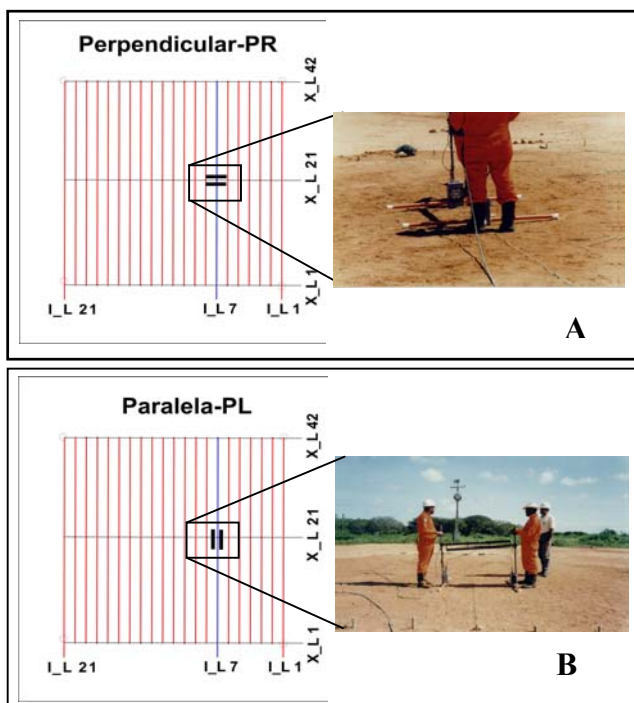 Perpendicular-PR
X_L 42
X_L 21
X_L 1
I_L 21
I_L 7
I_L 1
A
Paralela-PL
X_L 42
X_L 21
X_L 1
I_L 21
I_L 7
I_L 1
B